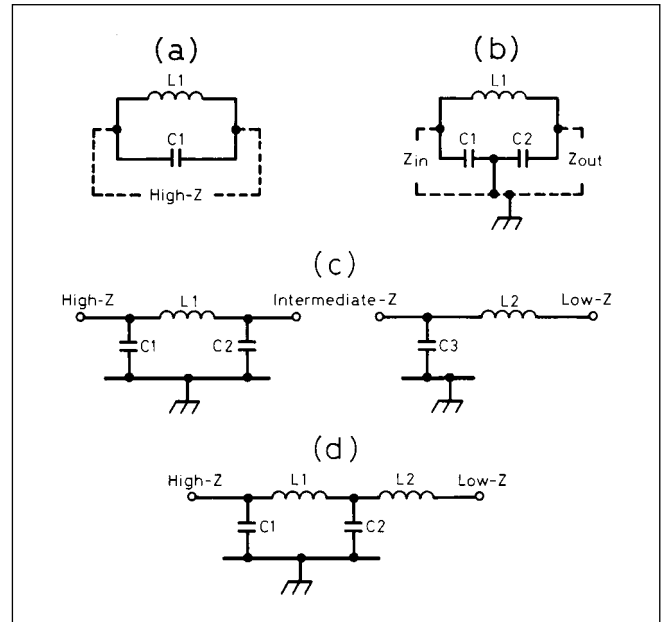 (a)
L1
C1
High-Z
(b)
L1
C1 C2
Zin Zout
(c)
High-Z L1 Intermediate-Z L2 Low-Z
C1 C2 C3
(d)
High-Z L1 L2 Low-Z
C1 C2